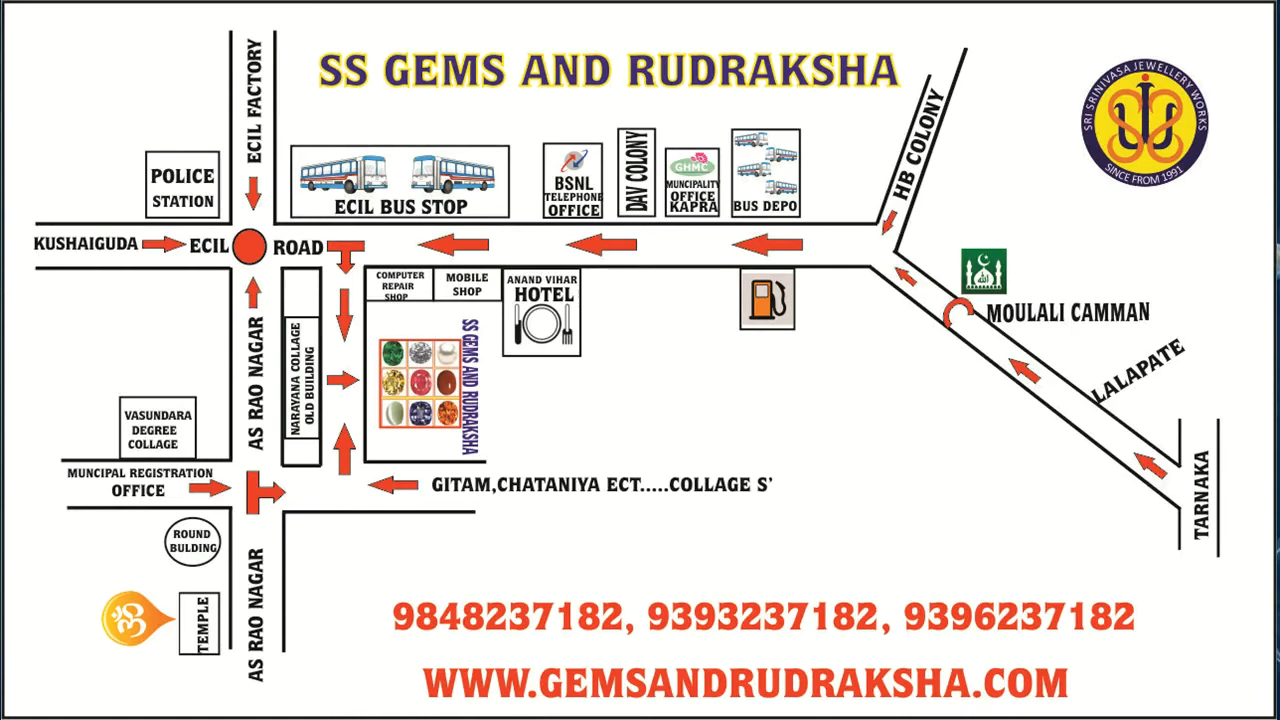 SS GEMS AND RUDRAKSHA
SRI SRINIVASA JEWELLERY WORKS
SINCE FROM 1991
ECIL FACTORY
POLICE
STATION
ECIL BUS STOP
BSNL
TELEPHONE
OFFICE
DAV COLONY
GHMC
MUNCIPALITY
OFFICE
KAPRA
BUS DEPO
HB COLONY
KUSHAIGUDA
ECIL
ROAD
COMPUTER
REPAIR
SHOP
MOBILE
SHOP
ANAND VIHAR
HOTEL
MOULALI CAMMAN
LALAPATE
TARNAKA
AS RAO NAGAR
NARAYANA COLLAGE
OLD BUILDING
SS GEMS AND RUDRAKSHA
VASUNDARA
DEGREE
COLLAGE
MUNCIPAL REGISTRATION
OFFICE
GITAM,CHATANIYA ECT.....COLLAGE S'
ROUND
BULDING
ॐ
TEMPLE
AS RAO NAGAR
9848237182, 9393237182, 9396237182
WWW.GEMSANDRUDRAKSHA.COM